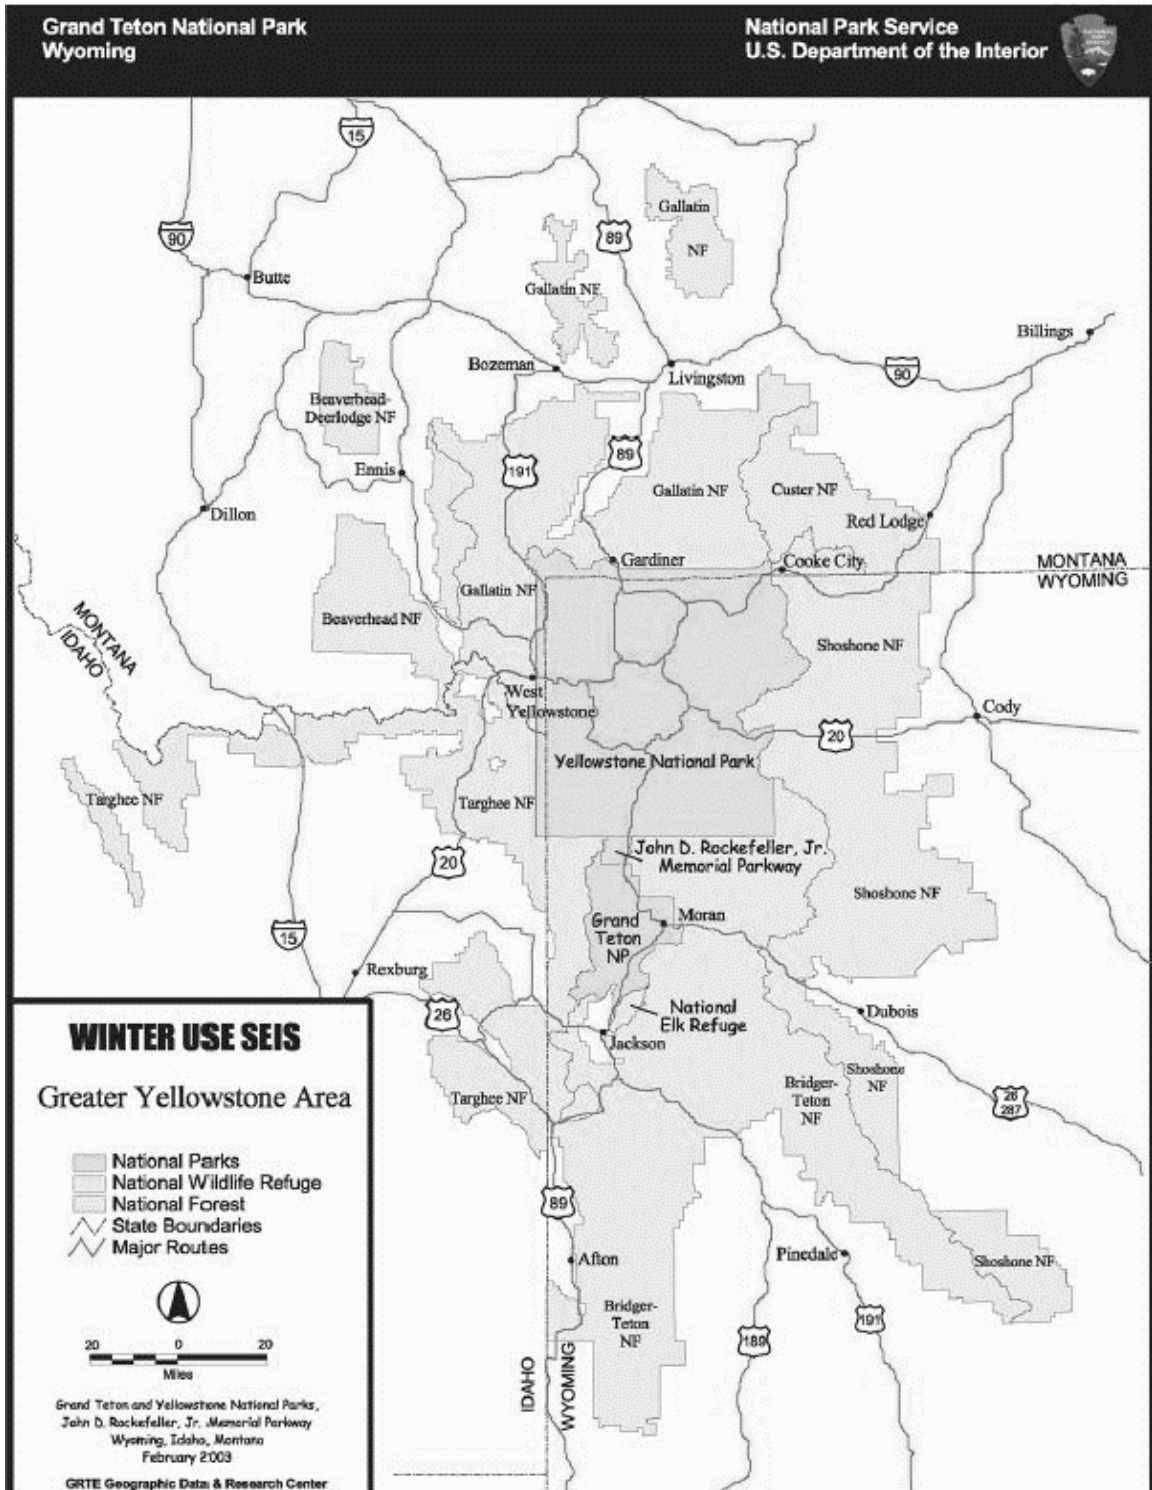 Grand Teton National Park
Wyoming
National Park Service
U.S. Department of the Interior
15
90
Butte
89
Gallatin
NF
Gallatin NF
Billings
Bozeman
Livingston
90
Beaverhead-
Deerlodge NF
Ennis
191
89
Gallatin NF
Custer NF
Dillon
Red Lodge
Gardiner
Cooke City
MONTANA
WYOMING
Gallatin NF
Beaverhead NF
MONTANA
IDAHO
Shoshone NF
West
Yellowstone
Cody
20
Yellowstone National Park
Targhee NF
Targhee NF
20
John D. Rockefeller, Jr.
Memorial Parkway
Shoshone NF
Grand
Teton
NP
Moran
15
Rexburg
26
National
Elk Refuge
Dubois
Jackson
Targhee NF
Bridger-
Teton
NF
Shoshone
NF
26
287
89
Afton
Pinedale
Shoshone NF
Bridger-
Teton
NF
189
191
IDAHO
WYOMING
WINTER USE SEIS
Greater Yellowstone Area
National Parks
National Wildlife Refuge
National Forest
State Boundaries
Major Routes
20 0 20
Miles
Grand Teton and Yellowstone National Parks,
John D. Rockefeller, Jr. Memorial Parkway
Wyoming, Idaho, Montana
February 2003
GRTE Geographic Data & Research Center